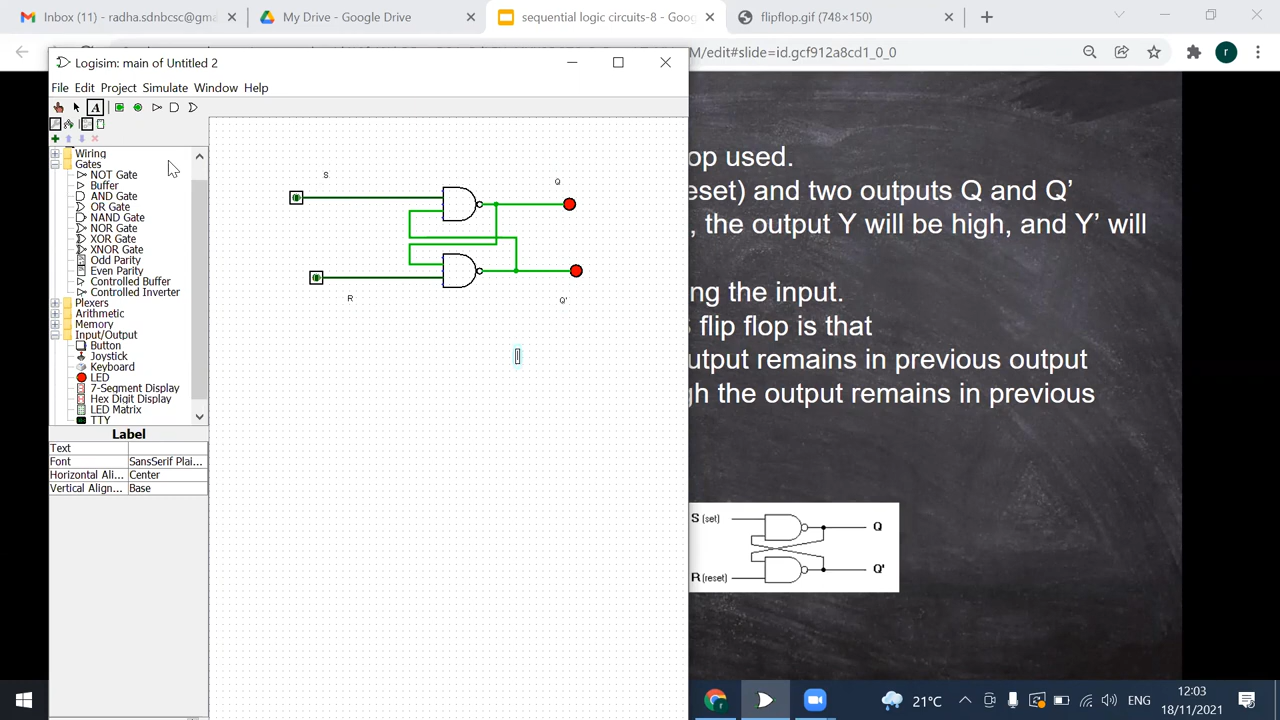 Inbox (31) - radha.sdnbcsc@gma
My Drive - Google Drive
sequential logic circuits-8 - Goog
flipflop.gif (748×150)
M/edit#slide=id.gcf912a8cd1_0_0
r
Logisim: main of Untitled 2
File Edit Project Simulate Window Help
A
Wiring
Gates
NOT Gate
Buffer
AND Gate
OR Gate
NAND Gate
NOR Gate
XOR Gate
XNOR Gate
Odd Parity
Even Parity
Controlled Buffer
Controlled Inverter
Plexers
Arithmetic
Memory
Input/Output
Button
Joystick
Keyboard
LED
7-Segment Display
Hex Digit Display
LED Matrix
TTY
Label
Text
Font SansSerif Plai...
Horizontal Ali... Center
Vertical Align... Base
S
Q
R
Q'
op used.
eset) and two outputs Q and Q’
, the output Y will be high, and Y’ will
ng the input.
flip flop is that
utput remains in previous output
gh the output remains in previous
S (set)
Q
R (reset)
Q'
21°C
ENG
12:03
18/11/2021